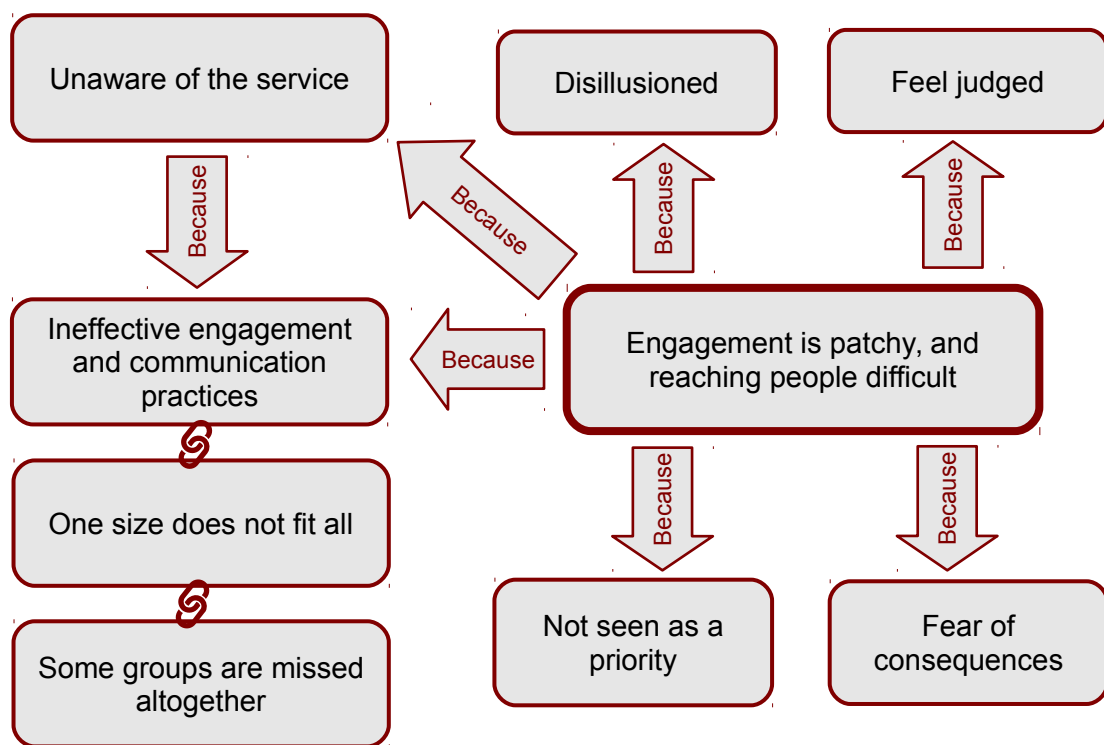 Unaware of the service
Disillusioned
Feel judged
Because
Because
Because
Because
Ineffective engagement
and communication
practices
Because
Engagement is patchy, and
reaching people difficult
One size does not fit all
Because
Because
Some groups are missed
altogether
Not seen as a
priority
Fear of
consequences